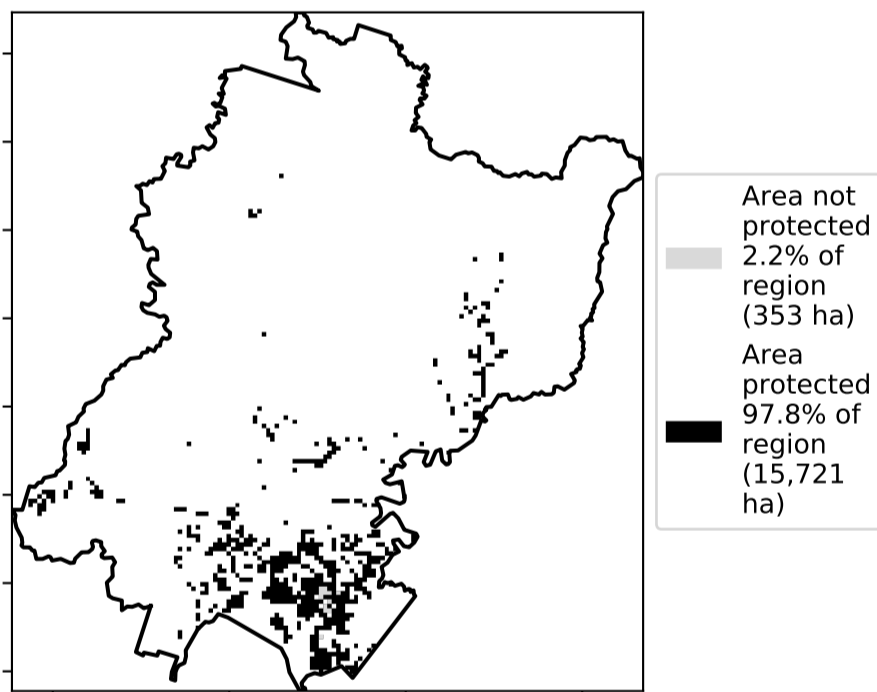 Area not
protected
2.2% of
region
(353 ha)
Area
protected
97.8% of
region
(15,721
ha)